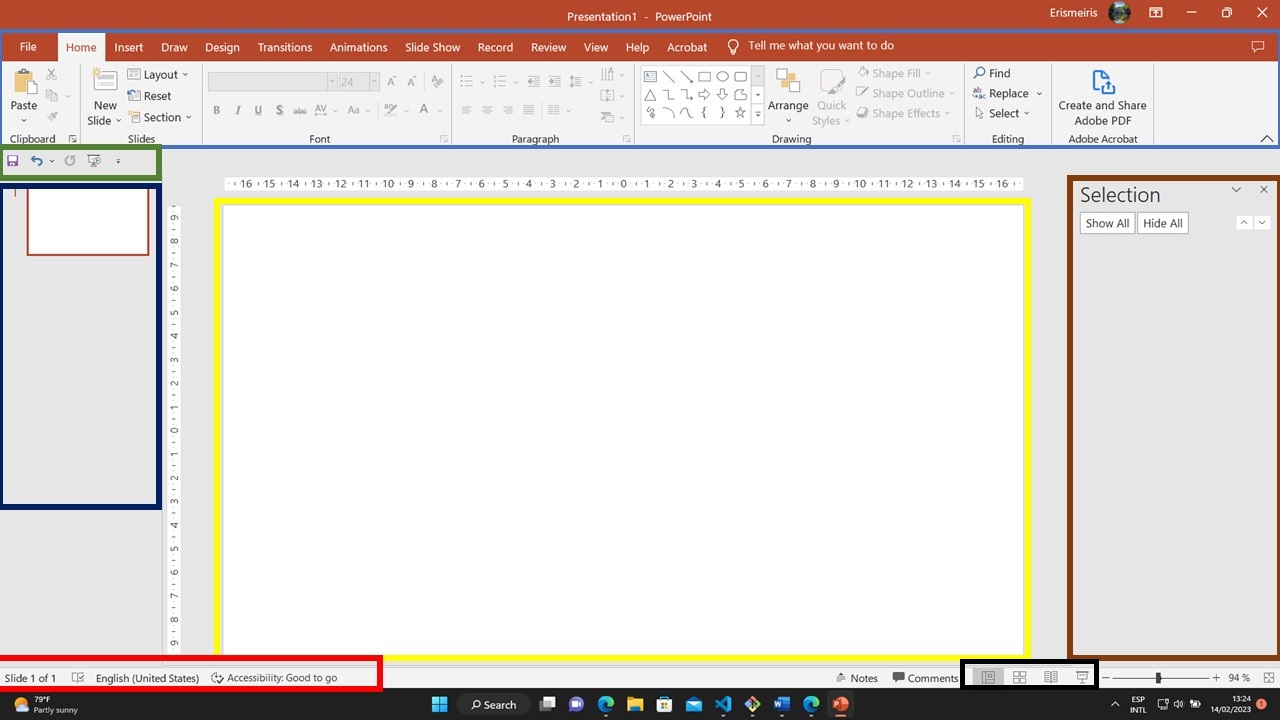 Presentation1 - PowerPoint
Erismeiris
File Home Insert Draw Design Transitions Animations Slide Show Record Review View Help Acrobat Tell me what you want to do
Paste
New
Slide
Layout
Reset
Section
24
B I U S abc AV Aa A
Arrange
Quick
Styles
Shape Fill
Shape Outline
Shape Effects
Find
Replace
Select
Create and Share
Adobe PDF
Clipboard Slides Font Paragraph Drawing Editing Adobe Acrobat
16 15 14 13 12 11 10 9 8 7 6 5 4 3 2 1 0 1 2 3 4 5 6 7 8 9 10 11 12 13 14 15 16
1
9
8
7
6
5
4
3
2
1
0
1
2
3
4
5
6
7
8
9
Selection
Show All Hide All
Slide 1 of 1 English (United States) Accessibility: Good to go Notes Comments 94 %
79°F
Partly sunny
Search
ESP
INTL
13:24
14/02/2023
1